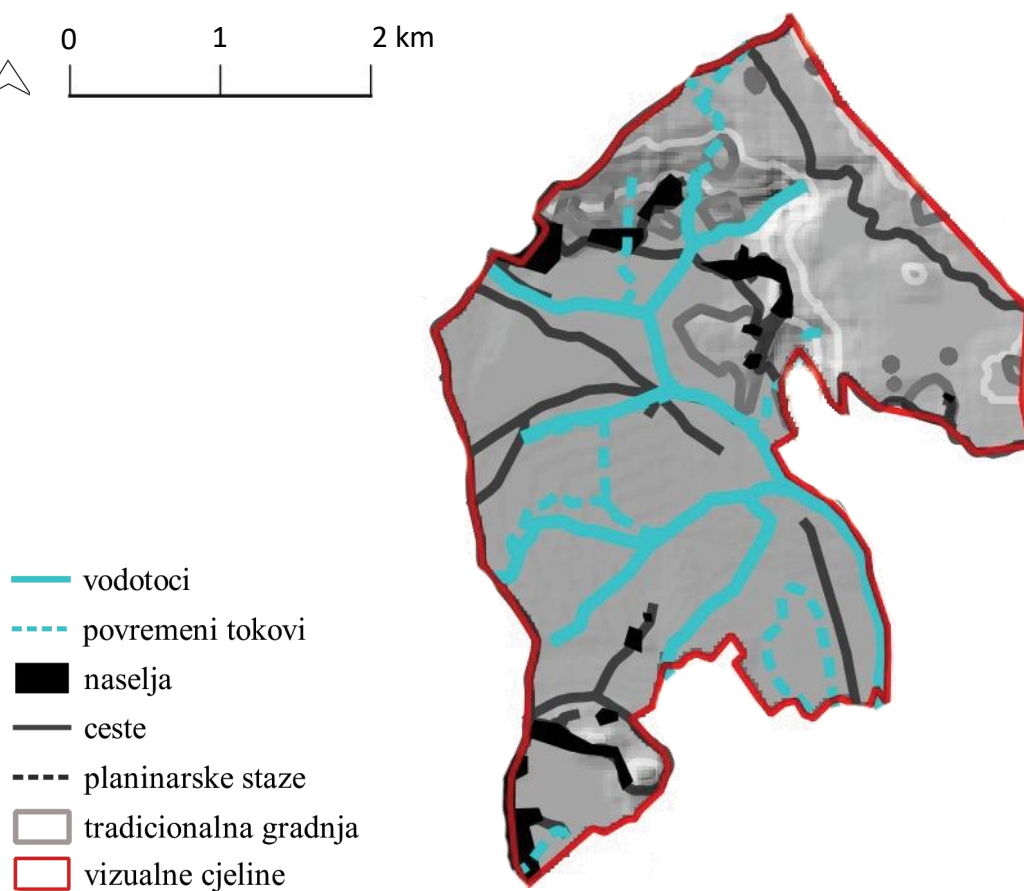 0 1 2 km
vodotoci
povremeni tokovi
naselja
ceste
planinarske staze
tradicionalna gradnja
vizualne cjeline